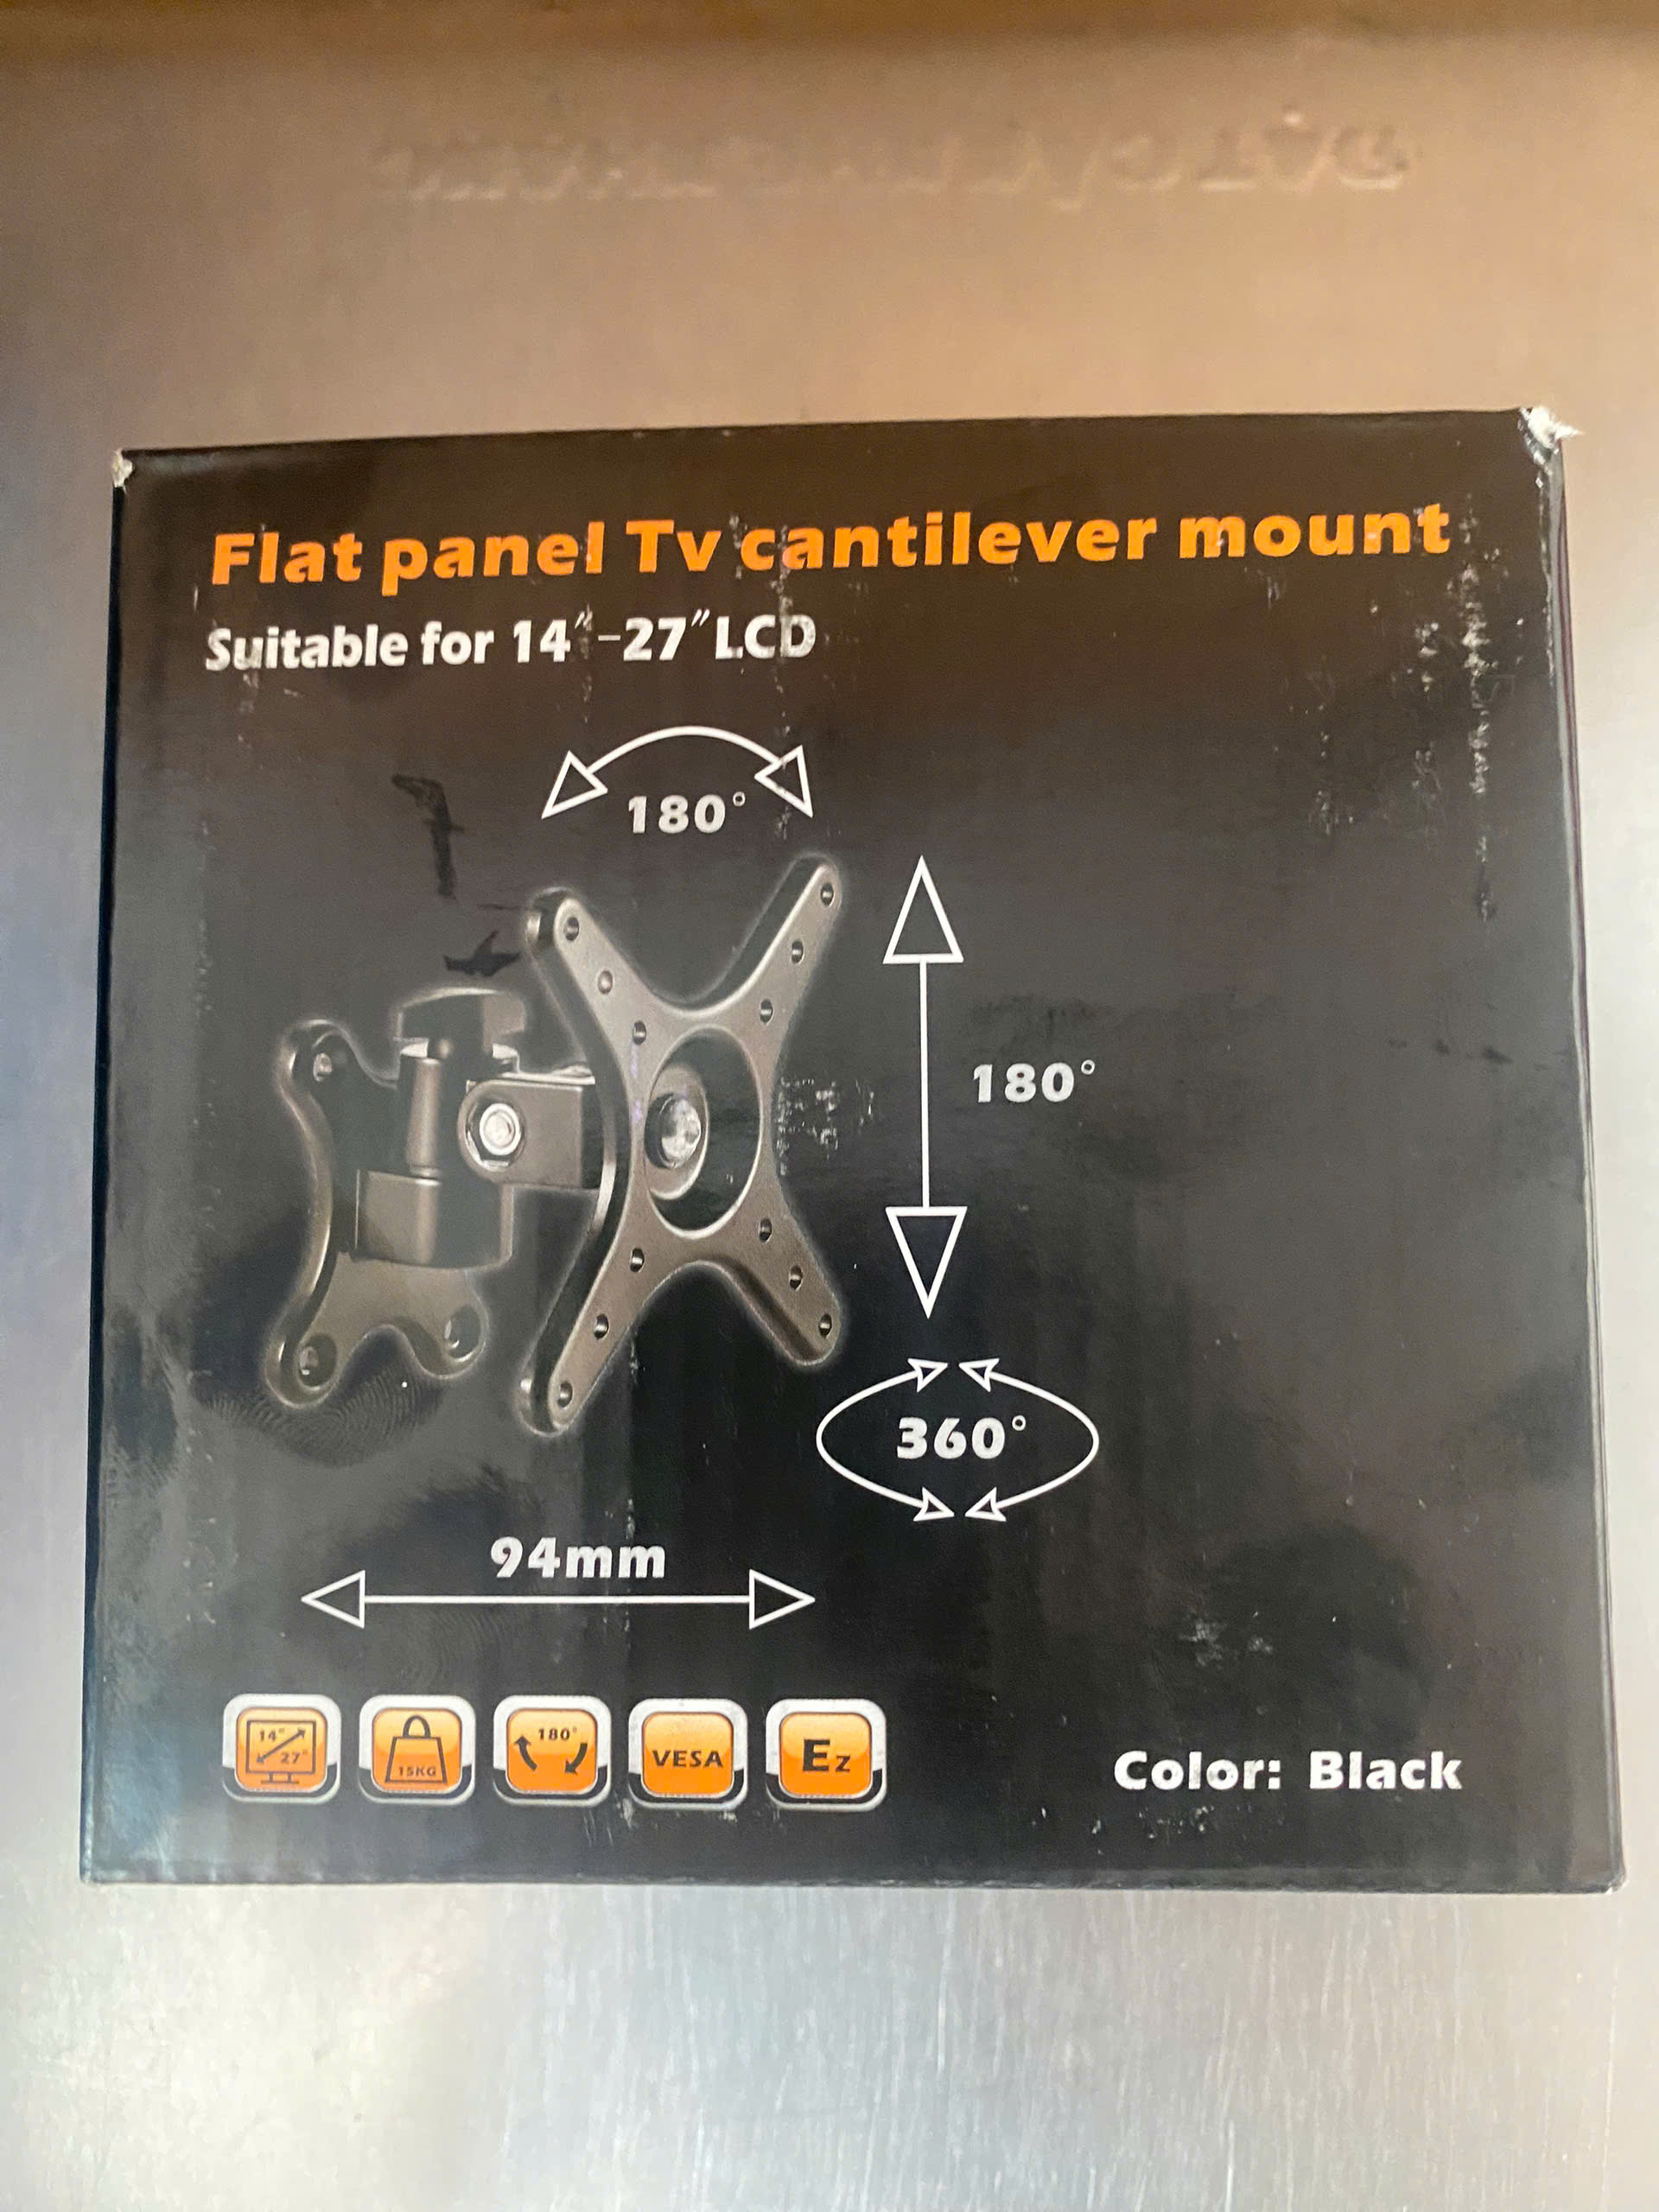 Flat panel Tv cantilever mount
Suitable for 14″-27″LCD
180°
180°
360°
94mm
14″
27″
15KG
180°
VESA
Ez
Color: Black